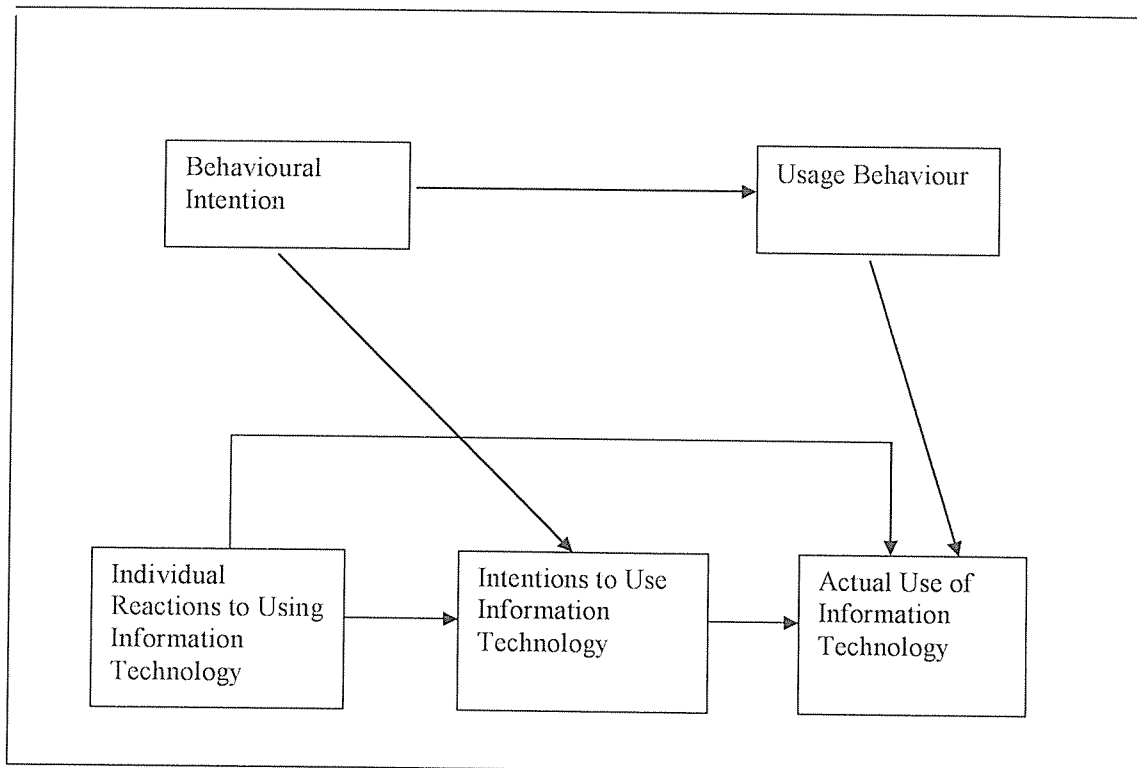 Behavioural
Intention
Usage Behaviour
Individual
Reactions to Using
Information
Technology
Intentions to Use
Information
Technology
Actual Use of
Information
Technology